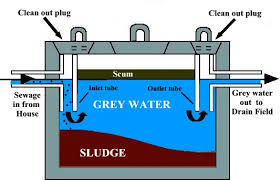 Clean out plug
Clean out plug
Scum
Inlet tube
Outlet tube
Sewage
in from
House
GREY WATER
Grey water
out to
Drain Field
SLUDGE